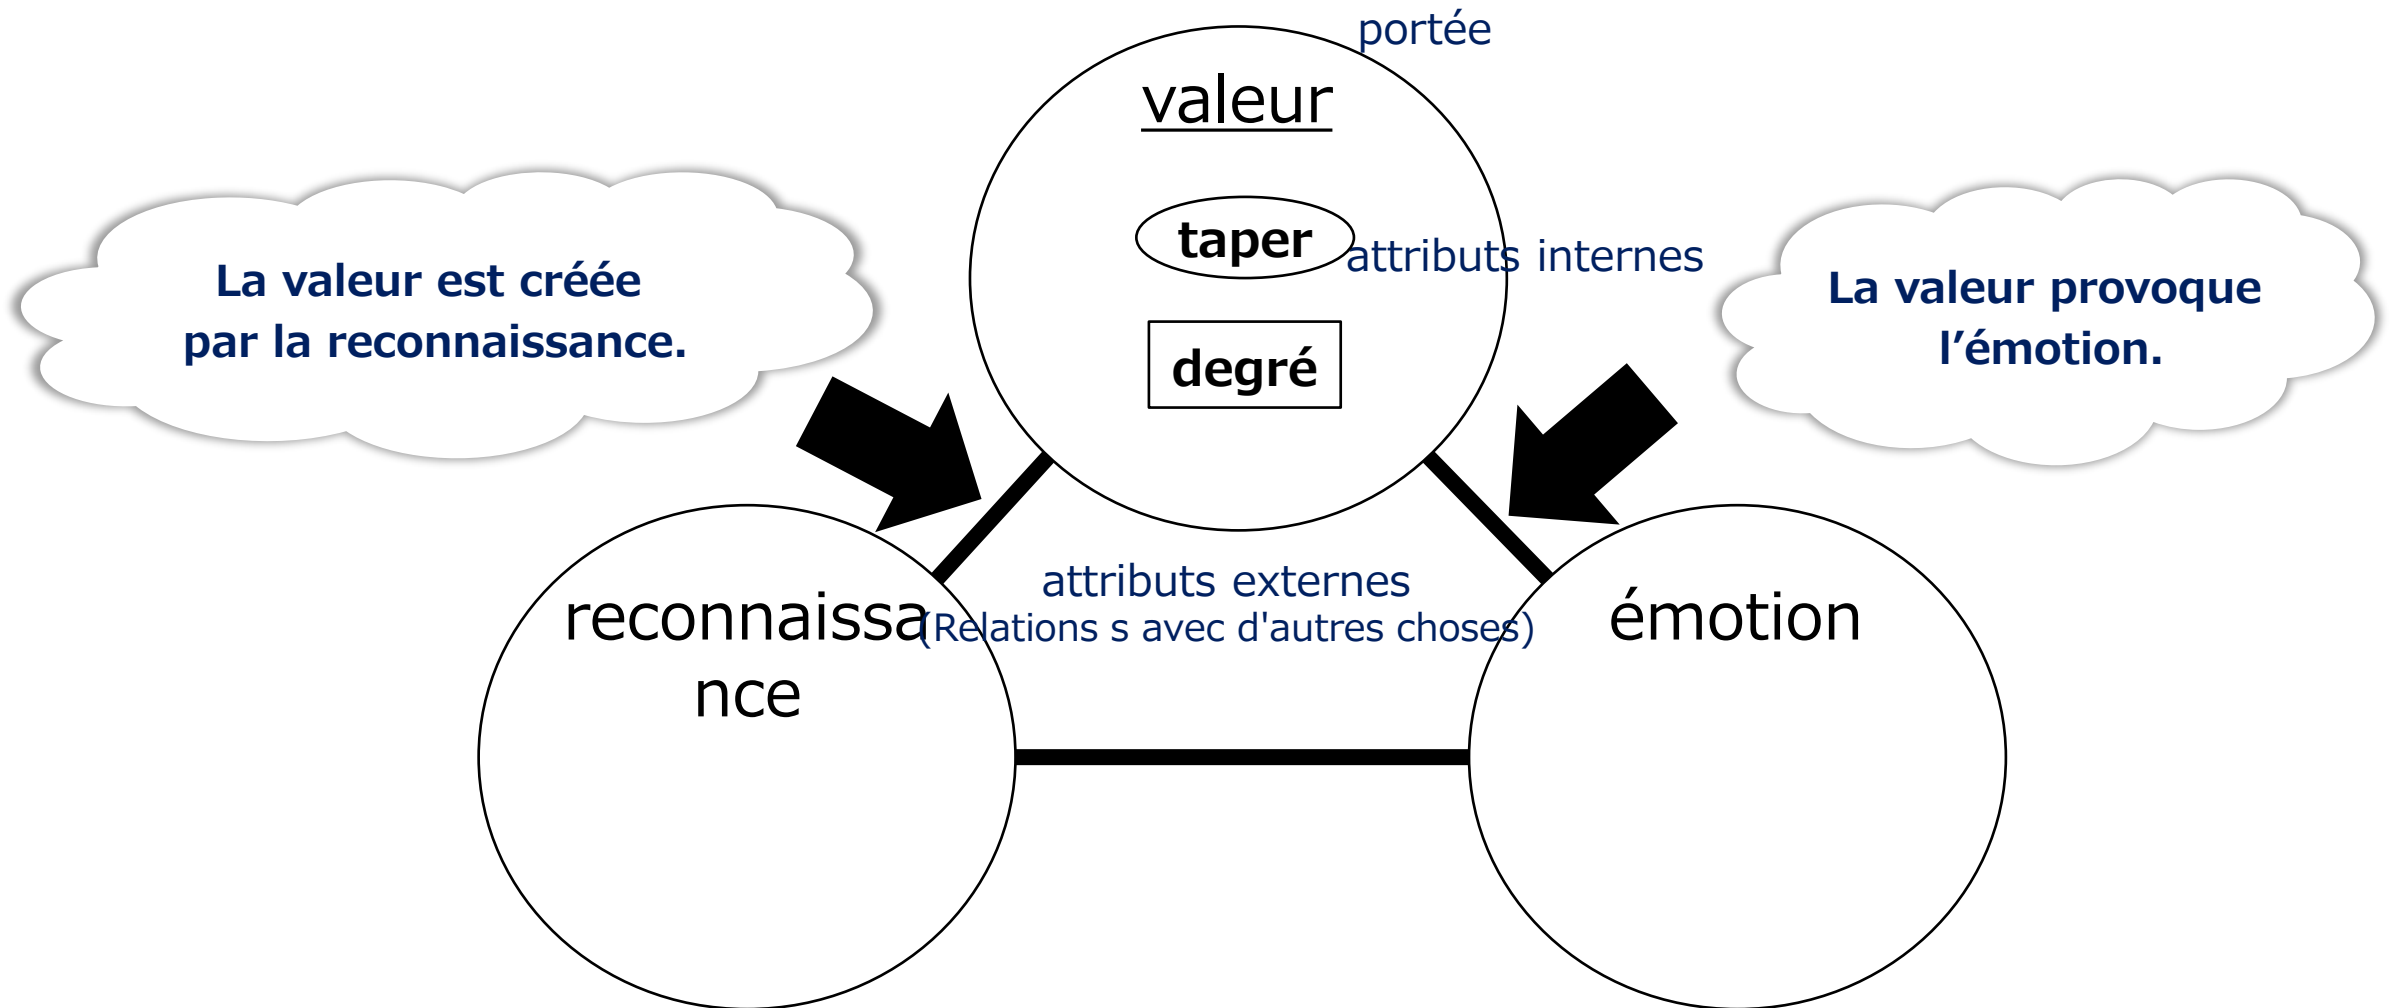 portée
valeur
taper
attributs internes
degré
La valeur est créée
par la reconnaissance.
La valeur provoque
l’émotion.
attributs externes
(Relations s avec d'autres choses)
reconnaissa
nce
émotion